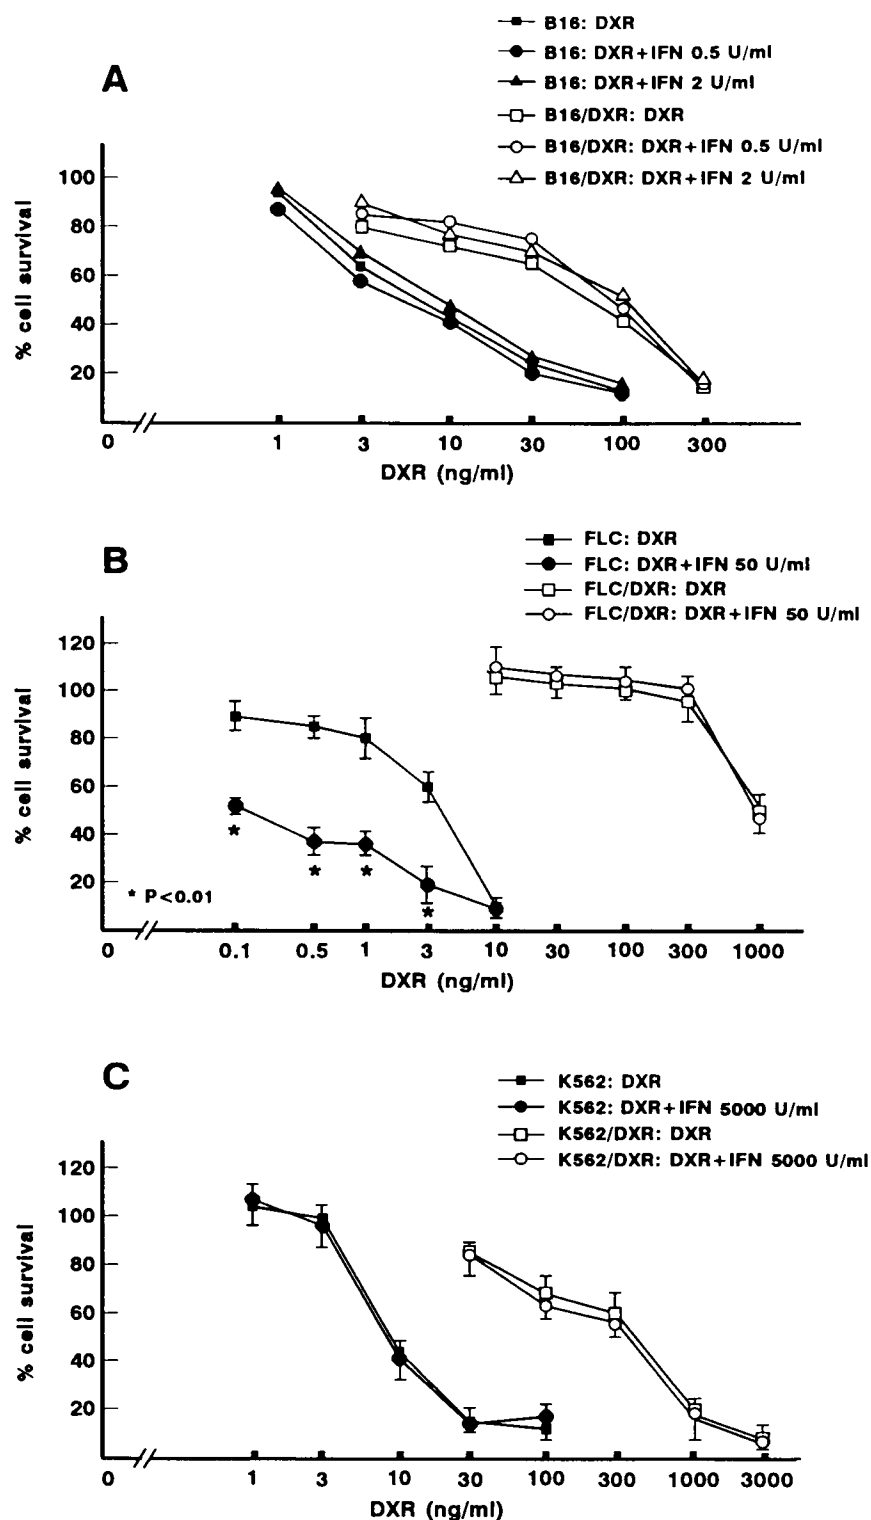 A
B16: DXR
B16: DXR+IFN 0.5 U/ml
B16: DXR+IFN 2 U/ml
B16/DXR: DXR
B16/DXR: DXR+IFN 0.5 U/ml
B16/DXR: DXR+IFN 2 U/ml
% cell survival
100
80
60
40
20
0 1 3 10 30 100 300
DXR (ng/ml)
B
FLC: DXR
FLC: DXR+IFN 50 U/ml
FLC/DXR: DXR
FLC/DXR: DXR+IFN 50 U/ml
% cell survival
120
100
80
60
40
20
* * * *
* P<0.01
0 0.1 0.5 1 3 10 30 100 300 1000
DXR (ng/ml)
C
K562: DXR
K562: DXR+IFN 5000 U/ml
K562/DXR: DXR
K562/DXR: DXR+IFN 5000 U/ml
% cell survival
120
100
80
60
40
20
0 1 3 10 30 100 300 1000 3000
DXR (ng/ml)